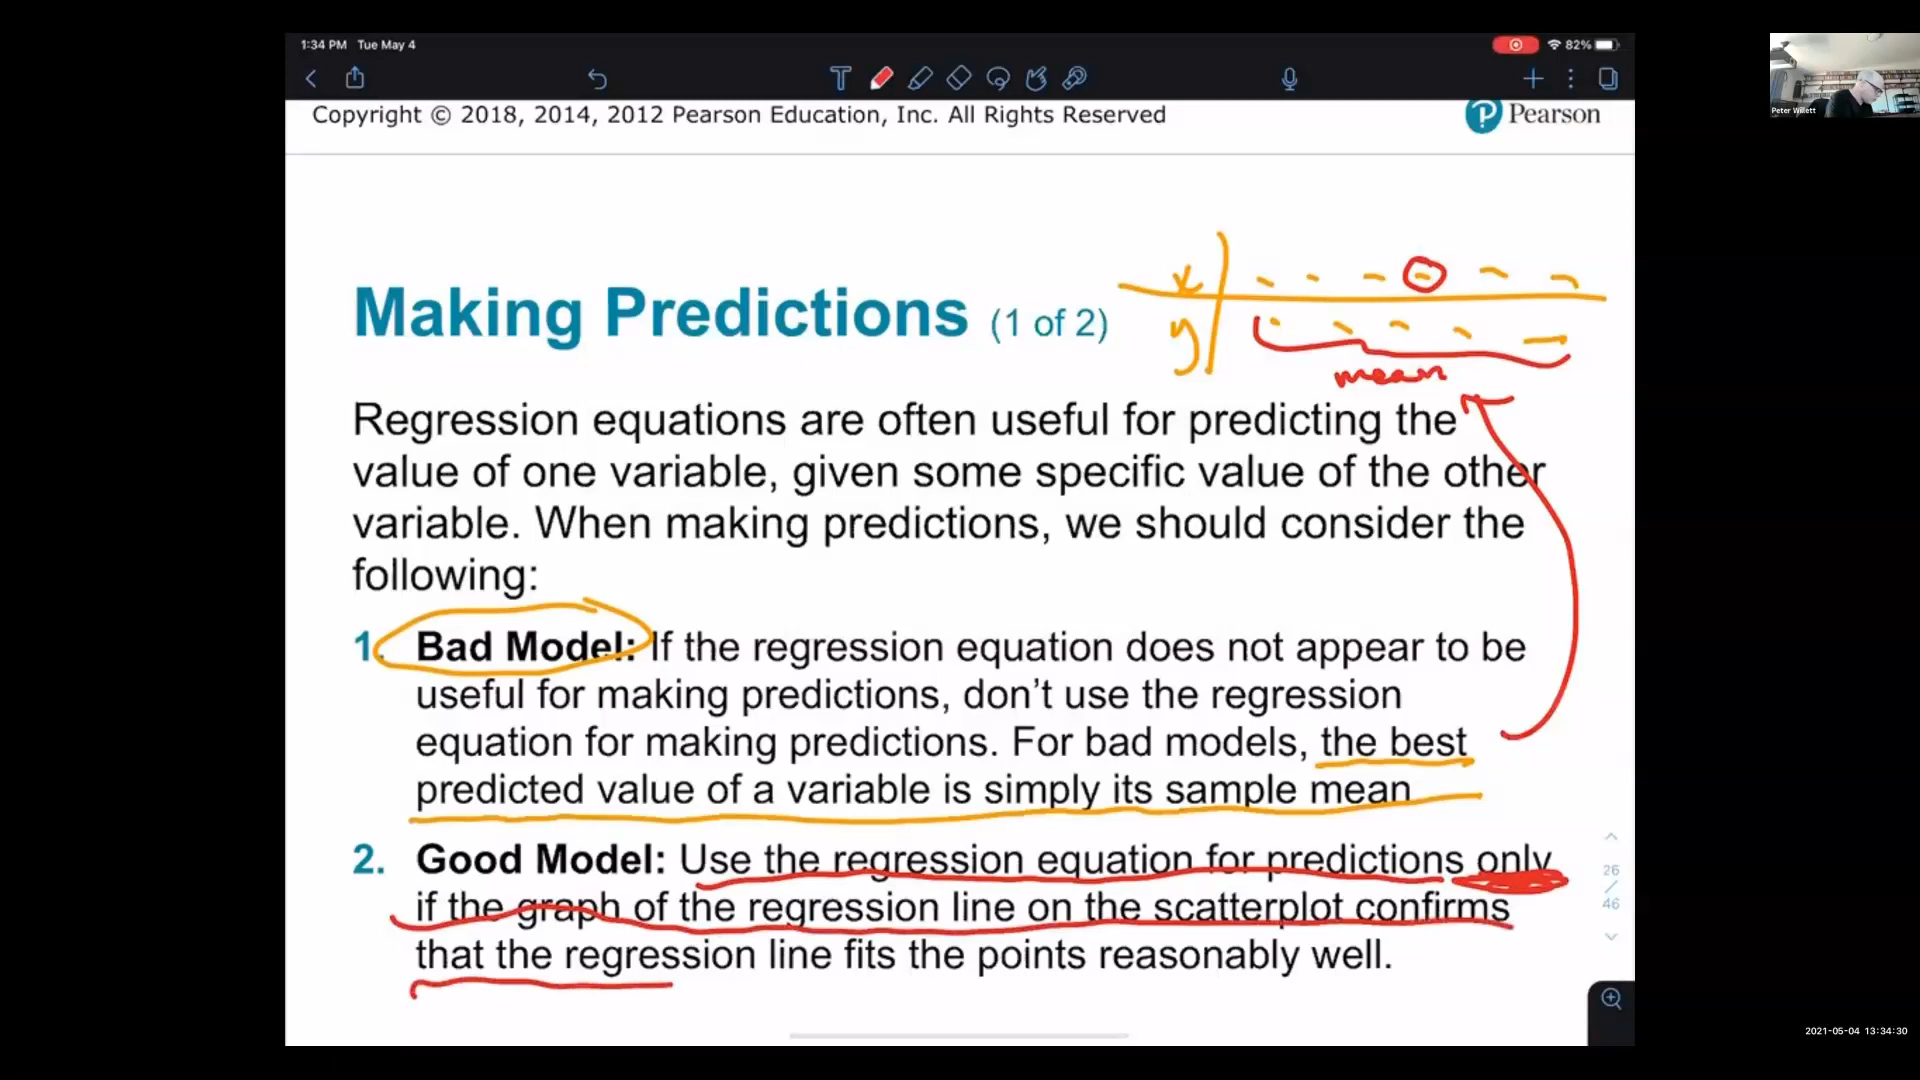 1:34 PM Tue May 4
82%
Copyright © 2018, 2014, 2012 Pearson Education, Inc. All Rights Reserved
Pearson
Peter Willett
x
Making Predictions (1 of 2)
y
mean
Regression equations are often useful for predicting the
value of one variable, given some specific value of the other
variable. When making predictions, we should consider the
following:
1. Bad Model: If the regression equation does not appear to be
useful for making predictions, don’t use the regression
equation for making predictions. For bad models, the best
predicted value of a variable is simply its sample mean
2. Good Model: Use the regression equation for predictions only
if the graph of the regression line on the scatterplot confirms
that the regression line fits the points reasonably well.
26
/
46
2021-05-04 13:34:30